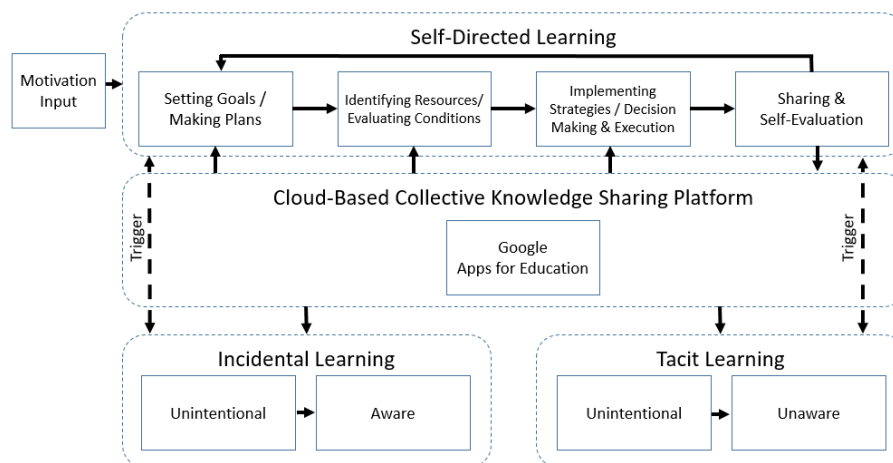 Self-Directed Learning
Motivation
Input
Setting Goals /
Making Plans
Identifying Resources/
Evaluating Conditions
Implementing
Strategies / Decision
Making & Execution
Sharing &
Self-Evaluation
Cloud-Based Collective Knowledge Sharing Platform
Trigger
Google
Apps for Education
Trigger
Incidental Learning
Unintentional
Aware
Tacit Learning
Unintentional
Unaware